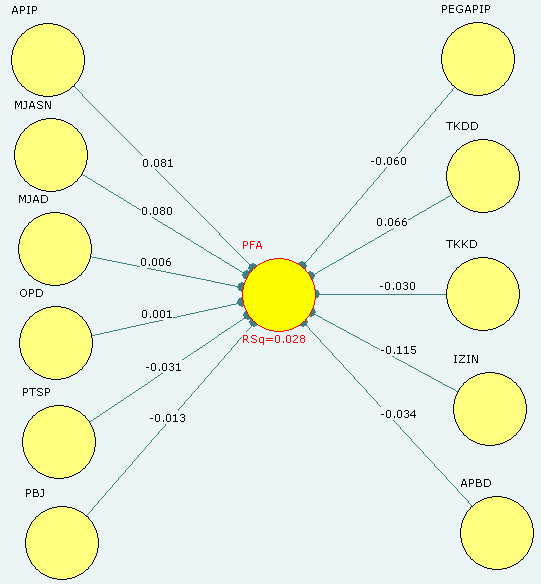 APIP
PEGAPIP
MJASN
TKDD
MJAD
TKKD
OPD
IZIN
PTSP
APBD
PBJ
PFA
RSq=0.028
0.081
0.080
0.006
0.001
-0.031
-0.013
-0.060
0.066
-0.030
-0.115
-0.034